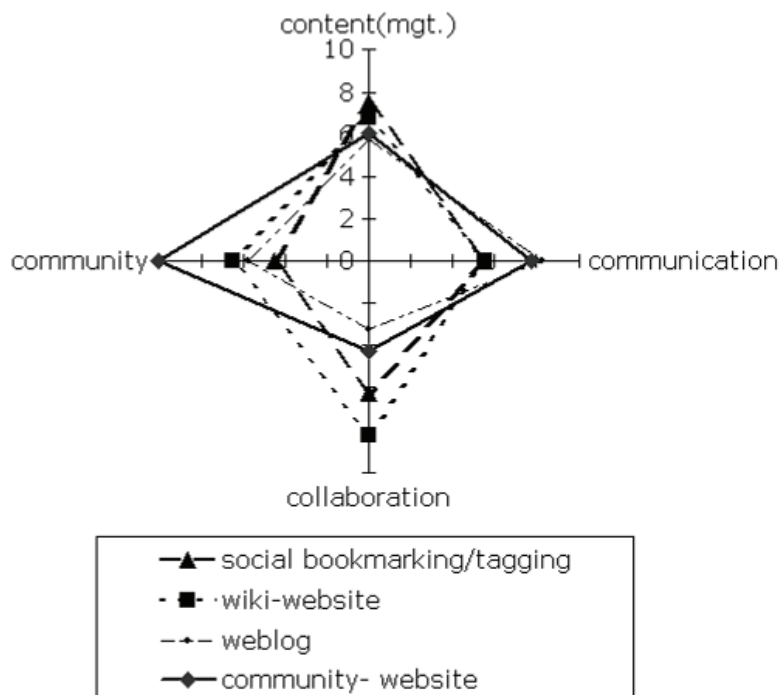 content(mgt.)
10
8
6
4
2
community 0 communication
collaboration
social bookmarking/tagging
wiki-website
weblog
community- website